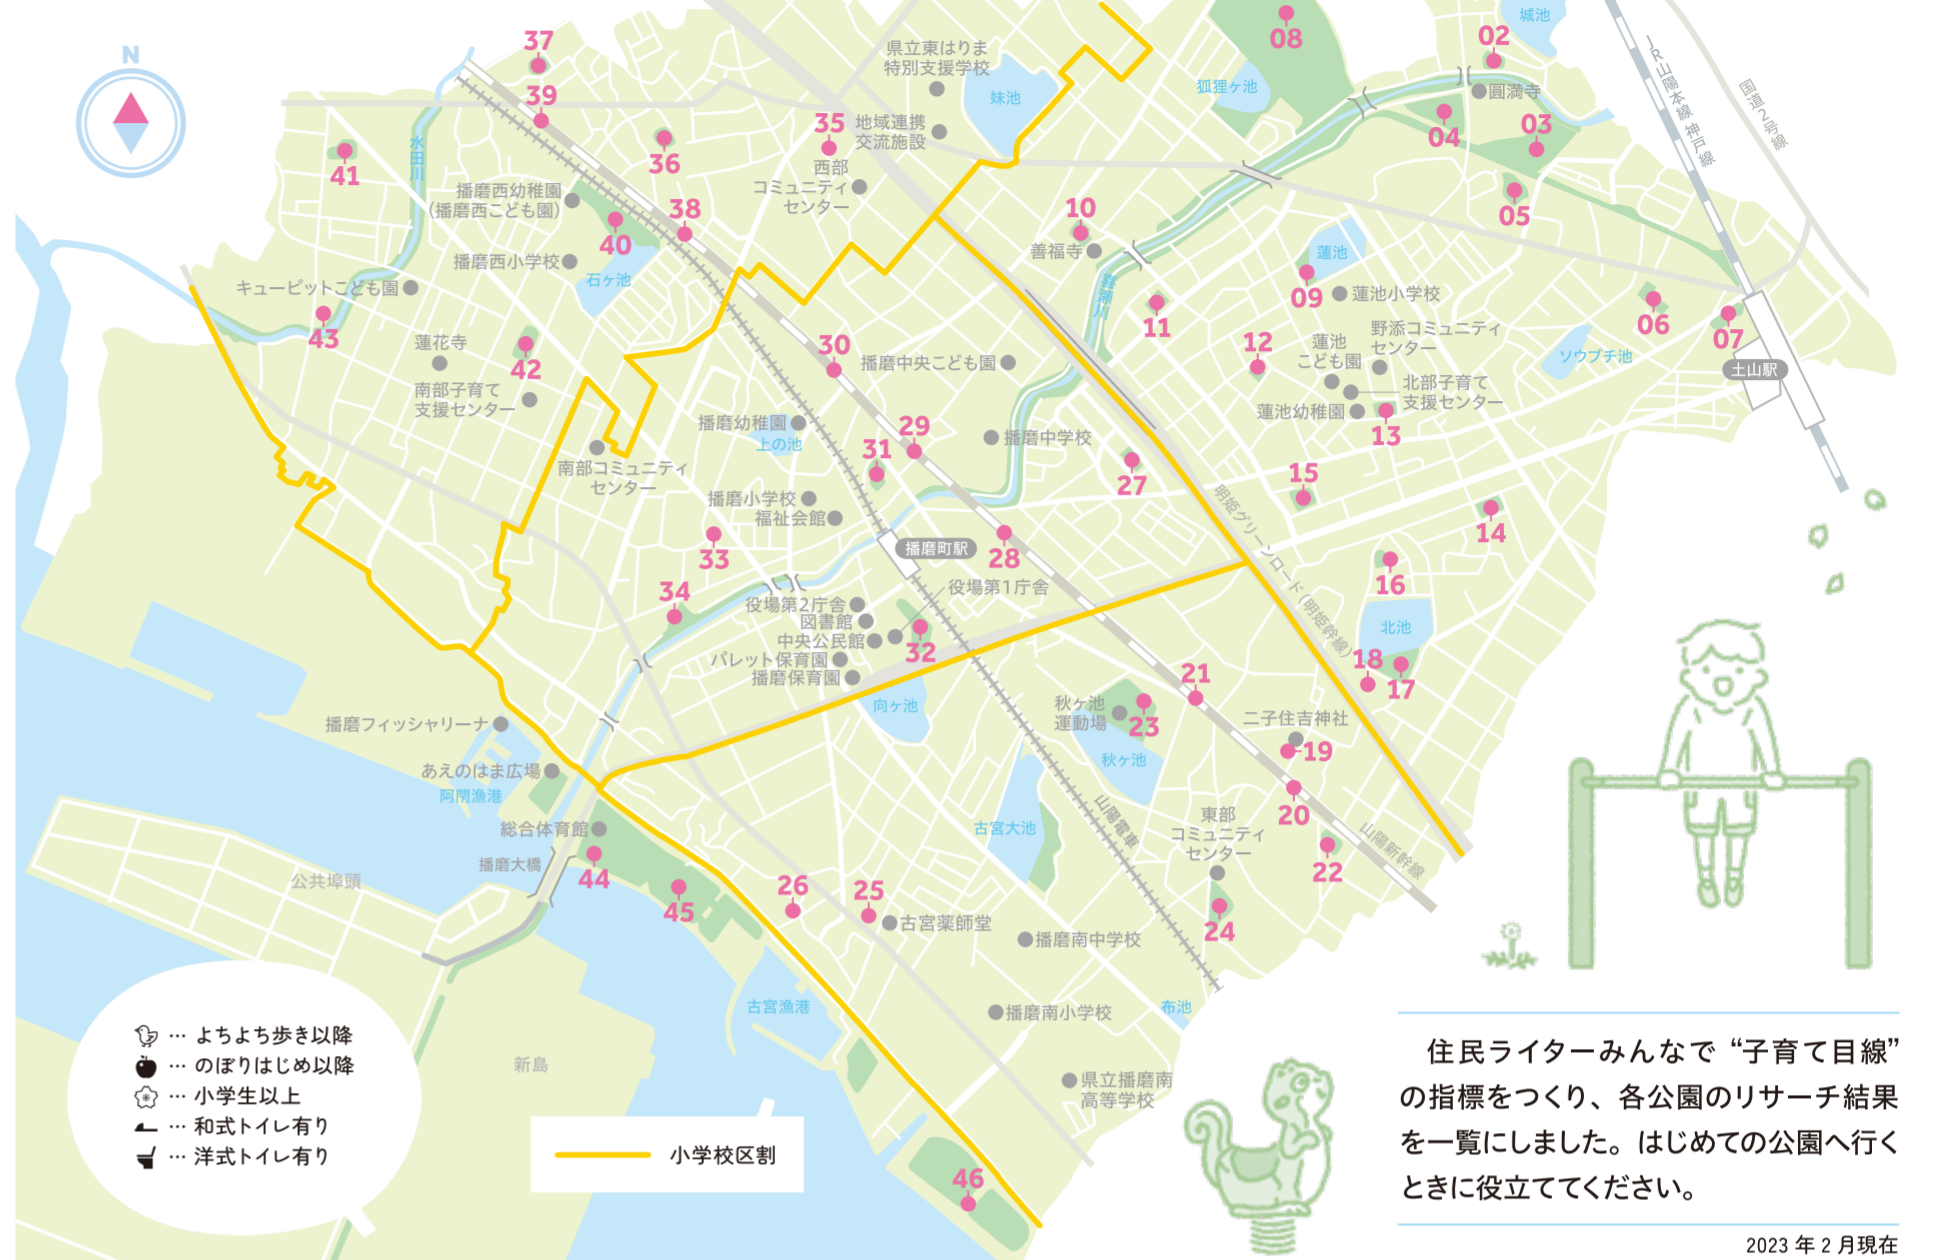 N
37
39
41
水田川
36
35
38
40
播磨西幼稚園
(播磨西こども園)
播磨西小学校
石ヶ池
キューピットこども園
43
蓮花寺
42
南部子育て
支援センター
南部コミュニティ
センター
県立東はりま
特別支援学校
妹池
地域連携
交流施設
西部
コミュニティ
センター
08
狐狸ヶ池
城池
02
圓満寺
04
03
05
JR山陽本線 神戸線
国道2号線
10
善福寺
喜瀬川
11
蓮池
09
蓮池小学校
12
蓮池
こども園
野添コミュニティ
センター
北部子育て
支援センター
蓮池幼稚園
13
06
07
ソウブチ池
土山駅
30
播磨中央こども園
29
31
播磨幼稚園
上の池
播磨中学校
27
15
14
播磨小学校
福祉会館
33
34
播磨町駅
28
明姫グリーンロード(明姫幹線)
16
北池
18
17
役場第1庁舎
役場第2庁舎
図書館
中央公民館
パレット保育園
播磨保育園
32
向ヶ池
21
秋ヶ池
運動場
23
秋ヶ池
二子住吉神社
19
20
22
山陽新幹線
播磨フィッシャリーナ
あえのはま広場
阿閇漁港
総合体育館
播磨大橋
44
45
公共埠頭
古宮大池
山陽電車
東部
コミュニティ
センター
24
26
25
古宮薬師堂
播磨南中学校
古宮漁港
播磨南小学校
布池
新島
県立播磨南
高等学校
46
… よちよち歩き以降
… のぼりはじめ以降
… 小学生以上
… 和式トイレ有り
… 洋式トイレ有り
小学校区割
住民ライターみんなで “子育て目線”
の指標をつくり、各公園のリサーチ結果
を一覧にしました。はじめての公園へ行く
ときに役立ててください。
2023 年 2 月現在